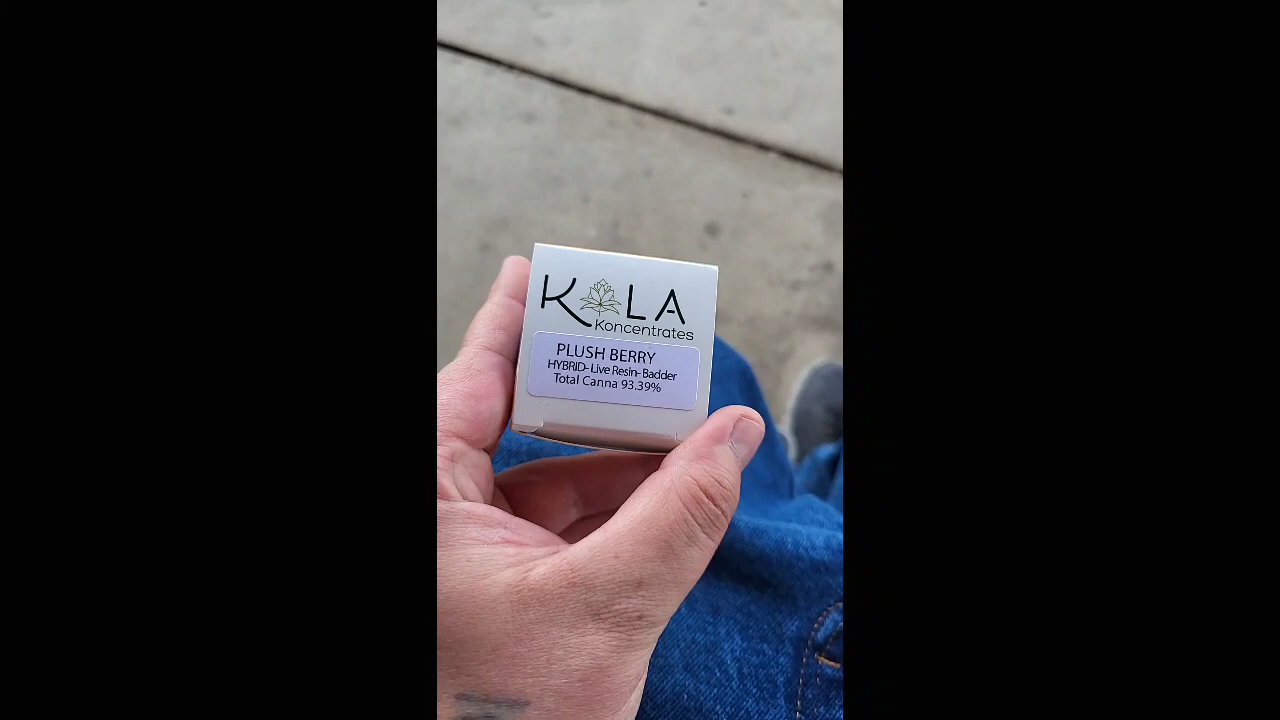 KOLA
Koncentrates
PLUSH BERRY
HYBRID- Live Resin- Badder
Total Canna 93.39%